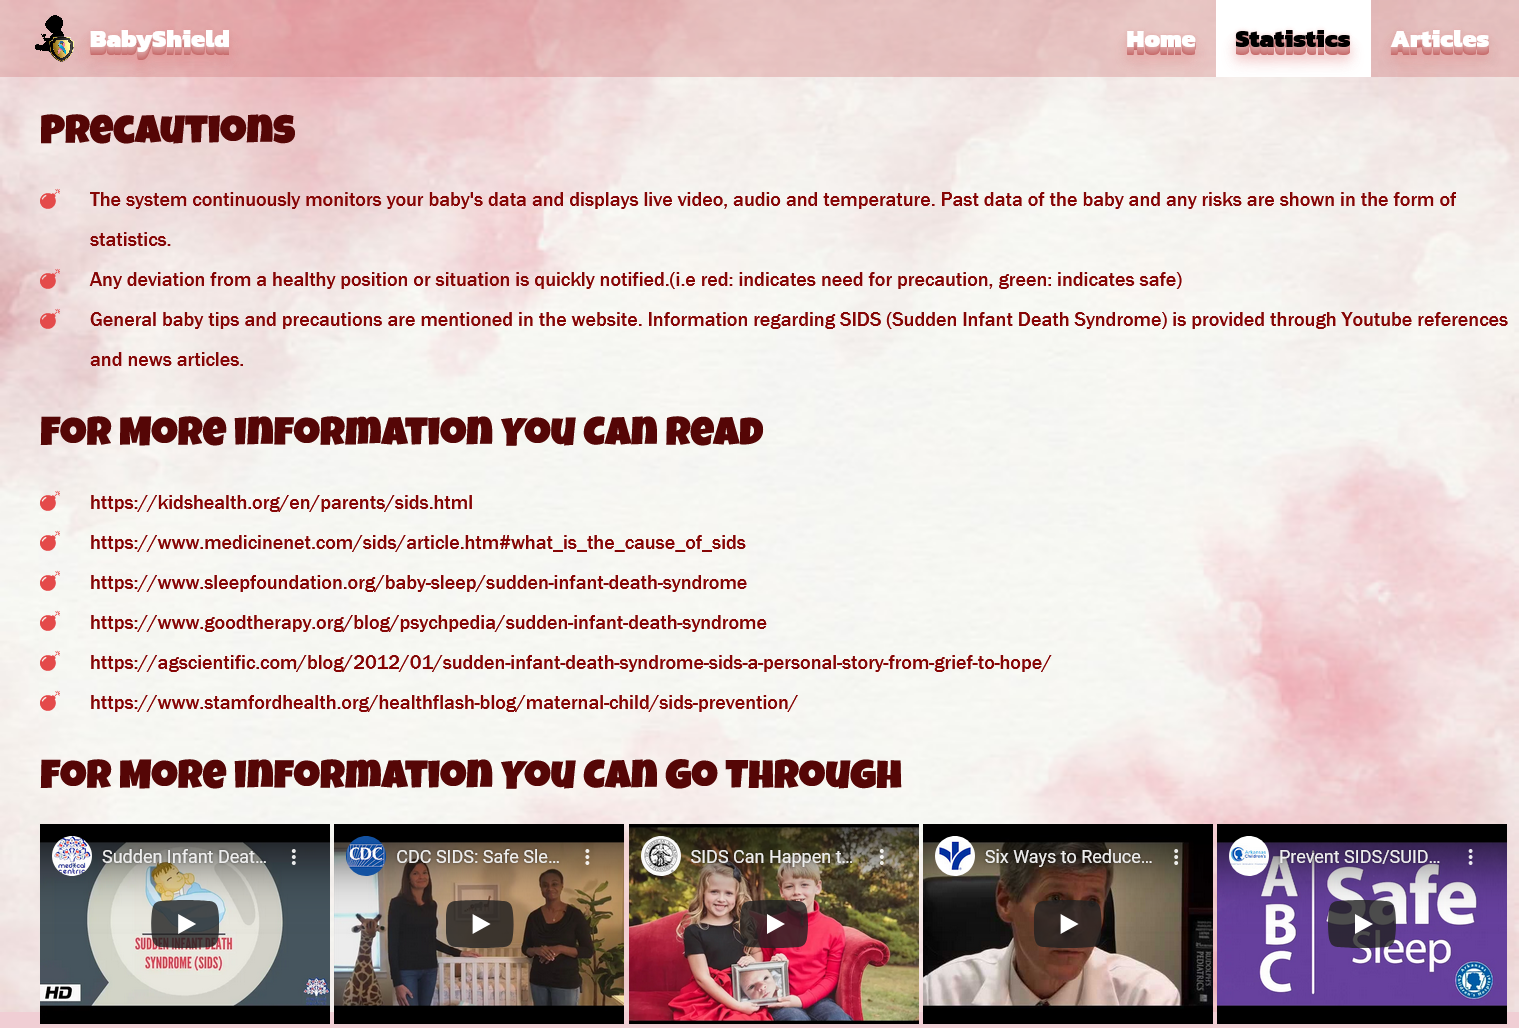 BabyShield
Home
Statistics
Articles
Precautions
The system continuously monitors your baby's data and displays live video, audio and temperature. Past data of the baby and any risks are shown in the form of
statistics.
Any deviation from a healthy position or situation is quickly notified.(i.e red: indicates need for precaution, green: indicates safe)
General baby tips and precautions are mentioned in the website. Information regarding SIDS (Sudden Infant Death Syndrome) is provided through Youtube references
and news articles.
For More Information You Can Read
https://kidshealth.org/en/parents/sids.html
https://www.medicinenet.com/sids/article.htm#what_is_the_cause_of_sids
https://www.sleepfoundation.org/baby-sleep/sudden-infant-death-syndrome
https://www.goodtherapy.org/blog/psychpedia/sudden-infant-death-syndrome
https://agscientific.com/blog/2012/01/sudden-infant-death-syndrome-sids-a-personal-story-from-grief-to-hope/
https://www.stamfordhealth.org/healthflash-blog/maternal-child/sids-prevention/
For More Information You Can Go Through
medical
centric
Sudden Infant Deat...
SUDDEN INFANT DEATH
SYNDROME (SIDS)
HD
CDC
CDC SIDS: Safe Sle...
SIDS Can Happen t...
Six Ways to Reduce...
RUDOLPH'S
PEDIATRICS
Prevent SIDS/SUID...
A
B
C
Safe
Sleep